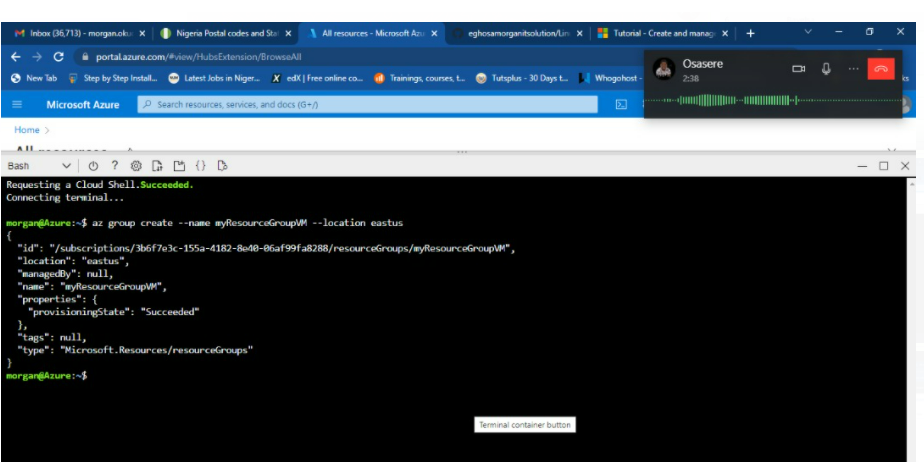 Inbox (36,713) - morgan.oku
Nigeria Postal codes and Sta
All resources - Microsoft Azu
eghosamorganitsolution/Lin
Tutorial - Create and manag
portal.azure.com/#view/HubsExtension/BrowseAll
New Tab
Step by Step Install...
Latest Jobs in Niger...
edX | Free online co...
Trainings, courses, t...
Tutsplus - 30 Days t...
Whogohost -
Osasere
2:38
Microsoft Azure
Search resources, services, and docs (G+/)
Home >
All resources
Bash
Requesting a Cloud Shell.Succeeded.
Connecting terminal...
morgan@Azure:~$ az group create --name myResourceGroupVM --location eastus
{
"id": "/subscriptions/3b6f7e3c-155a-4182-8e40-06af99fa8288/resourceGroups/myResourceGroupVM",
"location": "eastus",
"managedBy": null,
"name": "myResourceGroupVM",
"properties": {
"provisioningState": "Succeeded"
},
"tags": null,
"type": "Microsoft.Resources/resourceGroups"
}
morgan@Azure:~$
Terminal container button